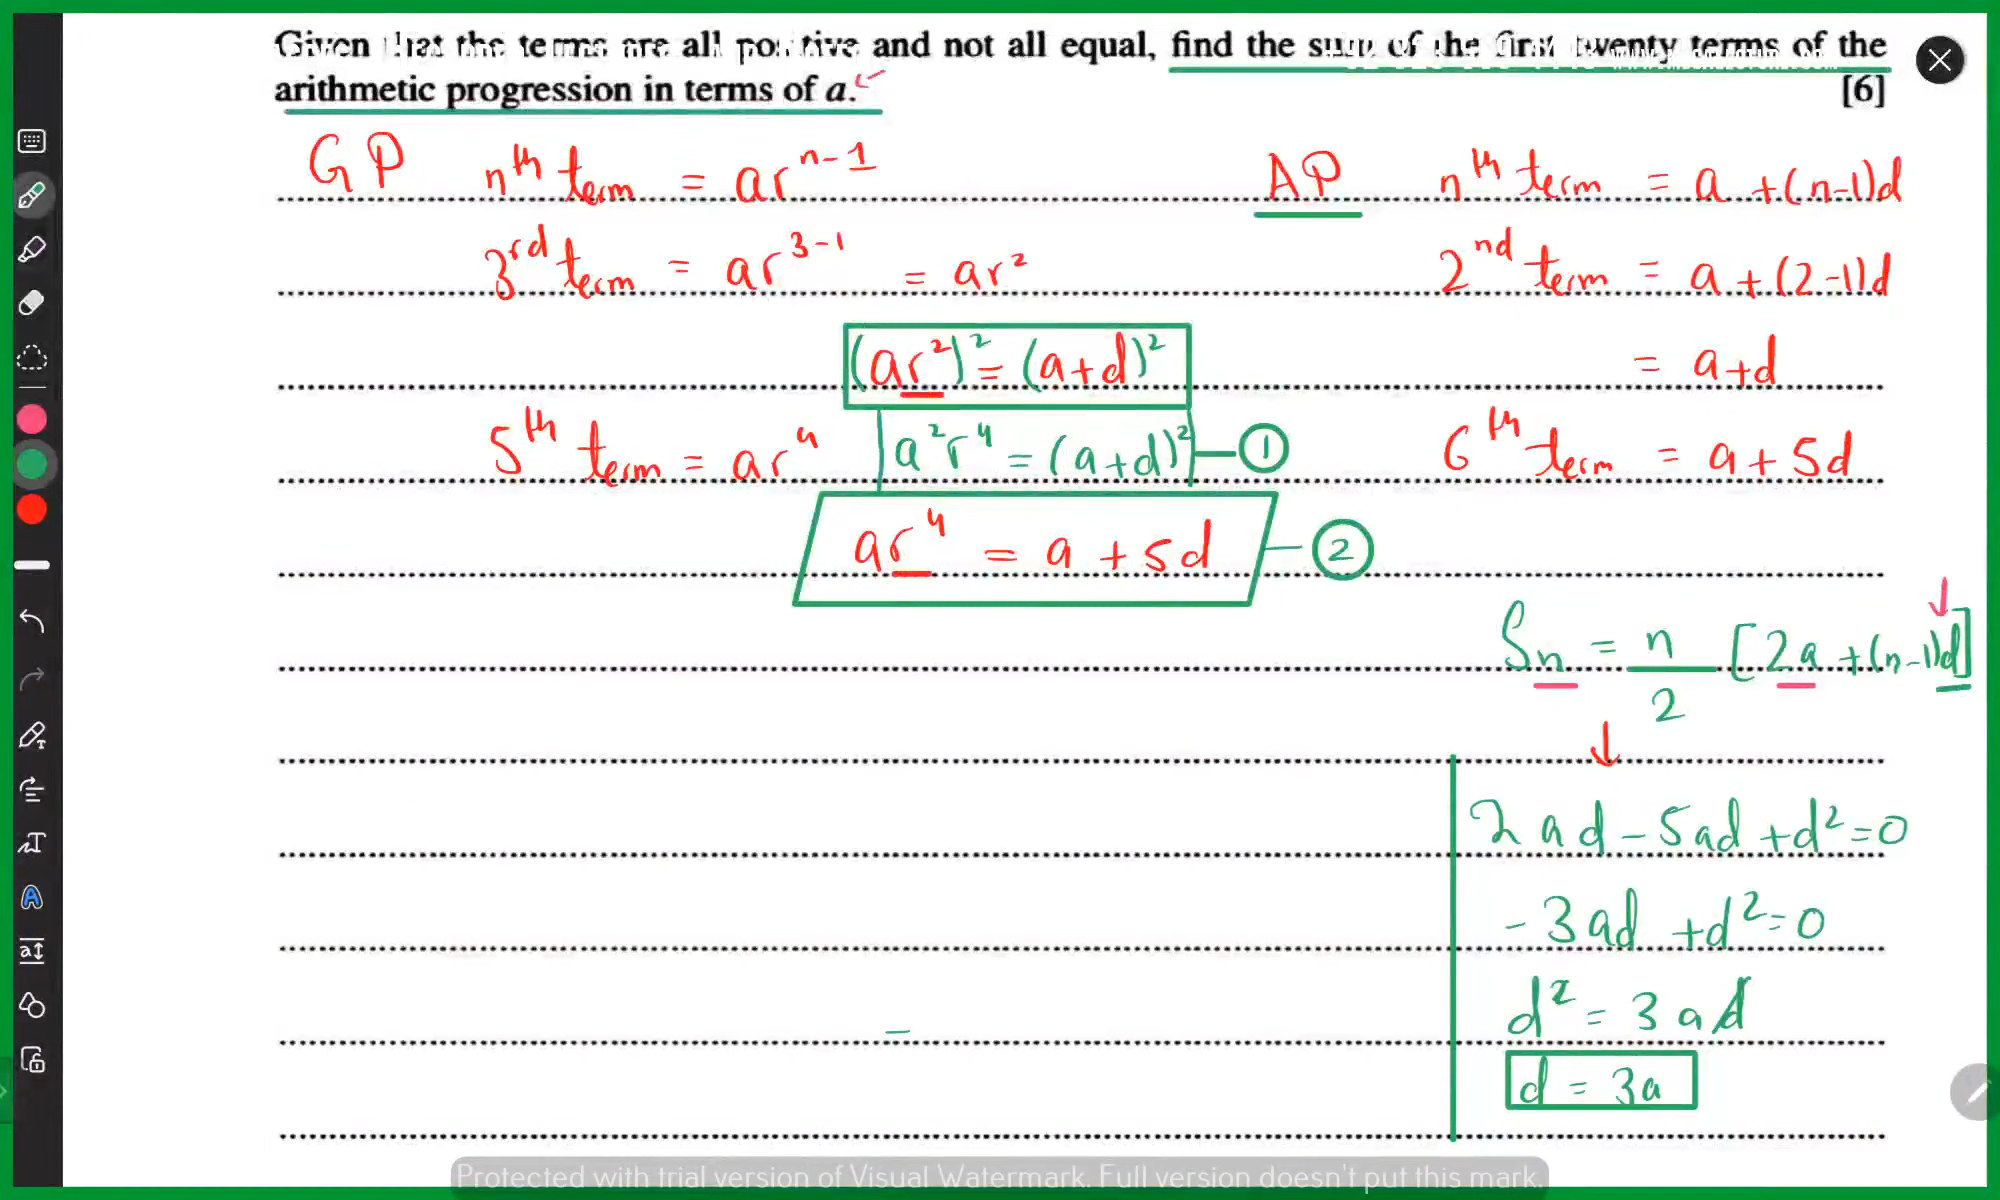 Given that the terms are all positive and not all equal, find the sum of the first twenty terms of the
arithmetic progression in terms of a.
[6]
GP nth term = ar^(n-1)
AP nth term = a + (n-1)d
3rd term = ar^(3-1) = ar²
2nd term = a + (2-1)d
(ar²)² = (a+d)²
= a+d
5th term = ar⁴
a²r⁴ = (a+d)² ①
6th term = a + 5d
ar⁴ = a + 5d ②
Sn = n/2 [2a + (n-1)d]
2ad - 5ad + d² = 0
-3ad + d² = 0
d² = 3ad
=
d = 3a
Protected with trial version of Visual Watermark. Full version doesn't put this mark.